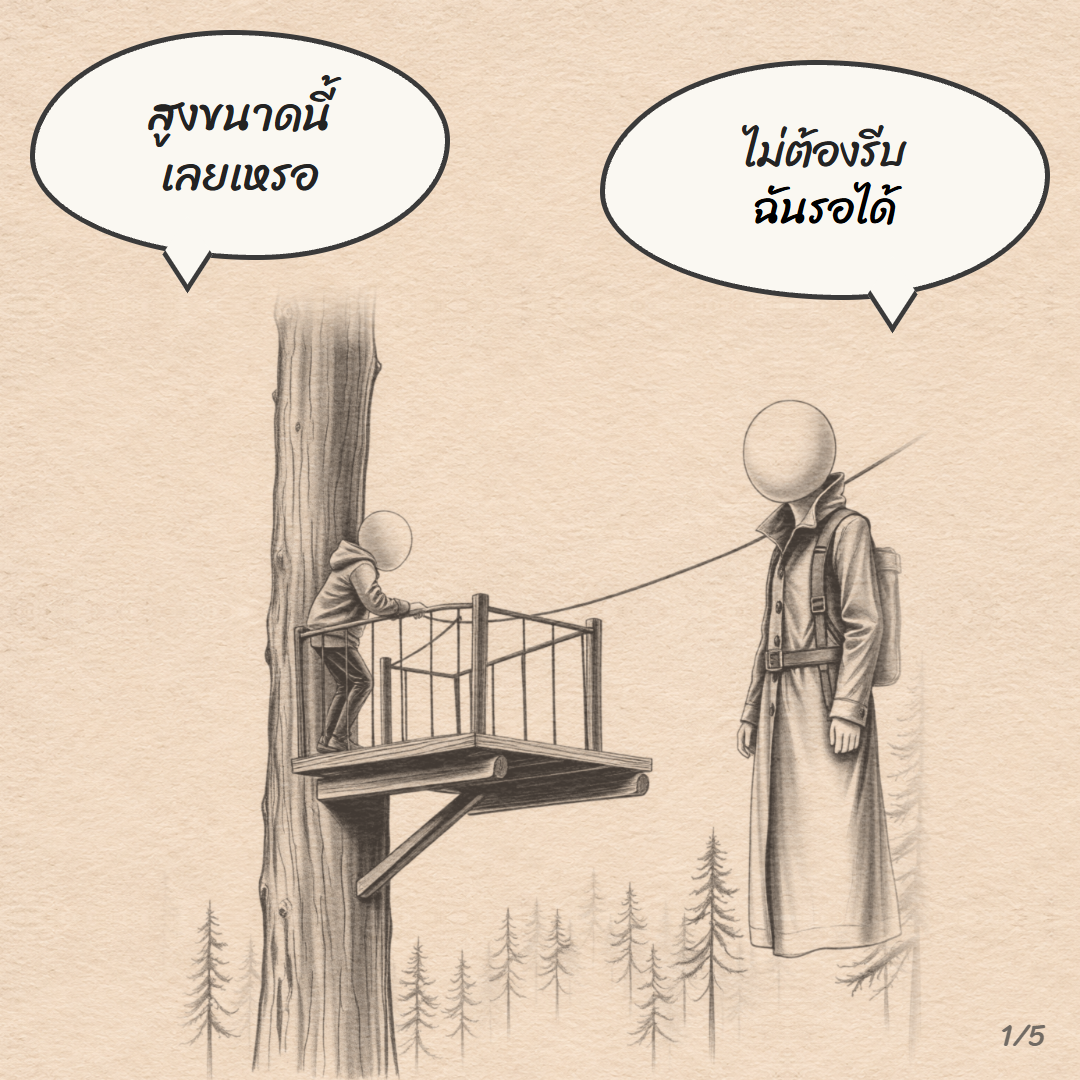 สูงขนาดนี้
เลยเหรอ
ไม่ต้องรีบ
ฉันรอได้
1/5